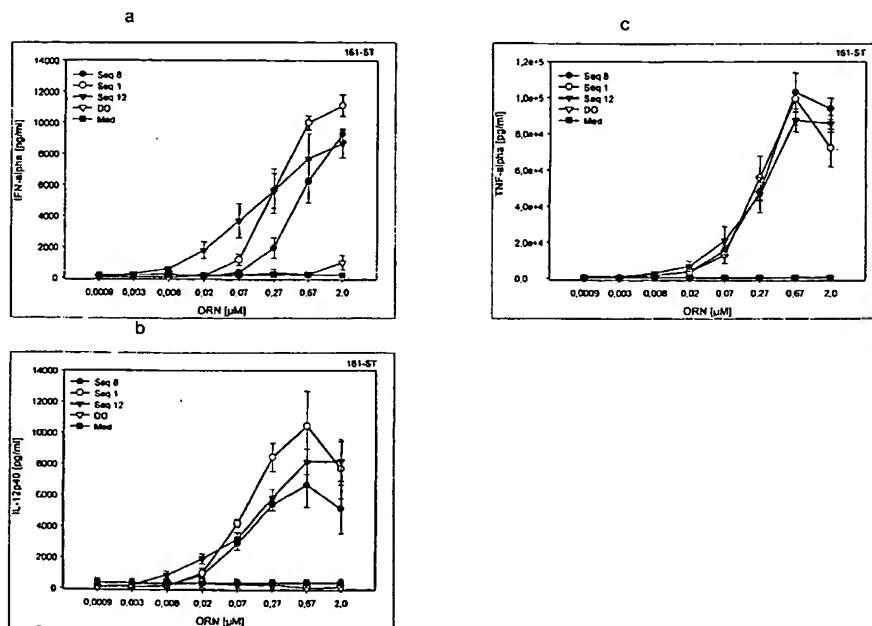 a
161-ST
IFN-alpha [pg/ml]
14000
12000
10000
8000
6000
4000
2000
0
Seq 8
Seq 1
Seq 12
DO
Med
0,0009 0,003 0,008 0,02 0,07 0,27 0,67 2,0
ORN [µM]
b
161-ST
IL-12p40 [pg/ml]
14000
12000
10000
8000
6000
4000
2000
0
Seq 8
Seq 1
Seq 12
DO
Med
0,0009 0,003 0,008 0,02 0,07 0,27 0,67 2,0
ORN [µM]
c
161-ST
TNF-alpha [pg/ml]
1,2e+5
1,0e+5
8,0e+4
6,0e+4
4,0e+4
2,0e+4
0,0
Seq 8
Seq 1
Seq 12
DO
Med
0,0009 0,003 0,008 0,02 0,07 0,27 0,67 2,0
ORN [µM]